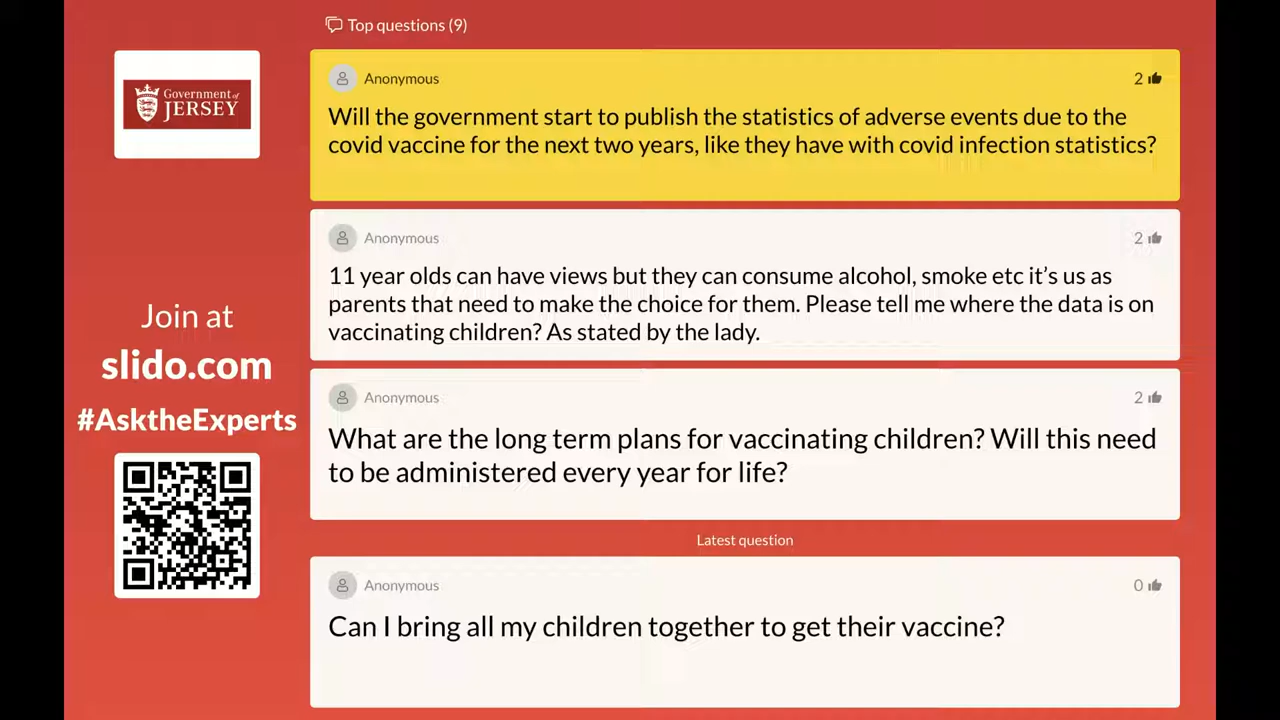 Top questions (9)
Government of
JERSEY
Join at
slido.com
#AsktheExperts
Anonymous
2
Will the government start to publish the statistics of adverse events due to the
covid vaccine for the next two years, like they have with covid infection statistics?
Anonymous
2
11 year olds can have views but they can consume alcohol, smoke etc it’s us as
parents that need to make the choice for them. Please tell me where the data is on
vaccinating children? As stated by the lady.
Anonymous
2
What are the long term plans for vaccinating children? Will this need
to be administered every year for life?
Latest question
Anonymous
0
Can I bring all my children together to get their vaccine?